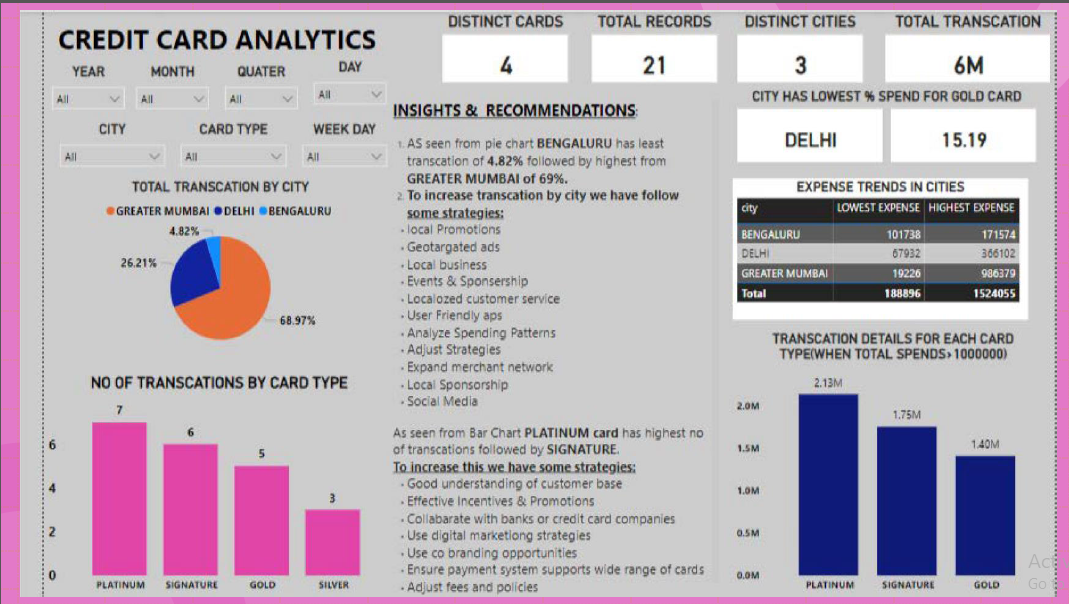 CREDIT CARD ANALYTICS
YEAR
MONTH
QUATER
DAY
All
All
All
All
CITY
CARD TYPE
WEEK DAY
All
All
All
DISTINCT CARDS
4
TOTAL RECORDS
21
DISTINCT CITIES
3
TOTAL TRANSCATION
6M
CITY HAS LOWEST % SPEND FOR GOLD CARD
DELHI
15.19
TOTAL TRANSCATION BY CITY
GREATER MUMBAI DELHI BENGALURU
4.82%
26.21%
68.97%
NO OF TRANSCATIONS BY CARD TYPE
6
4
2
0
7
6
5
3
PLATINUM
SIGNATURE
GOLD
SILVER
INSIGHTS & RECOMMENDATIONS:
1. AS seen from pie chart BENGALURU has least
transcation of 4.82% followed by highest from
GREATER MUMBAI of 69%.
2. To increase transcation by city we have follow
some strategies:
• local Promotions
• Geotargated ads
• Local business
• Events & Sponsership
• Localozed customer service
• User Friendly aps
• Analyze Spending Patterns
• Adjust Strategies
• Expand merchant network
• Local Sponsorship
• Social Media
As seen from Bar Chart PLATINUM card has highest no
of transcations followed by SIGNATURE.
To increase this we have some strategies:
• Good understanding of customer base
• Effective Incentives & Promotions
• Collabarate with banks or credit card companies
• Use digital marketiong strategies
• Use co branding opportunities
• Ensure payment system supports wide range of cards
• Adjust fees and policies
EXPENSE TRENDS IN CITIES
city LOWEST EXPENSE HIGHEST EXPENSE
BENGALURU 101738 171574
DELHI 67932 366102
GREATER MUMBAI 19226 986379
Total 188896 1524055
TRANSCATION DETAILS FOR EACH CARD
TYPE(WHEN TOTAL SPENDS>1000000)
2.0M
1.5M
1.0M
0.5M
0.0M
2.13M
1.75M
1.40M
PLATINUM
SIGNATURE
GOLD